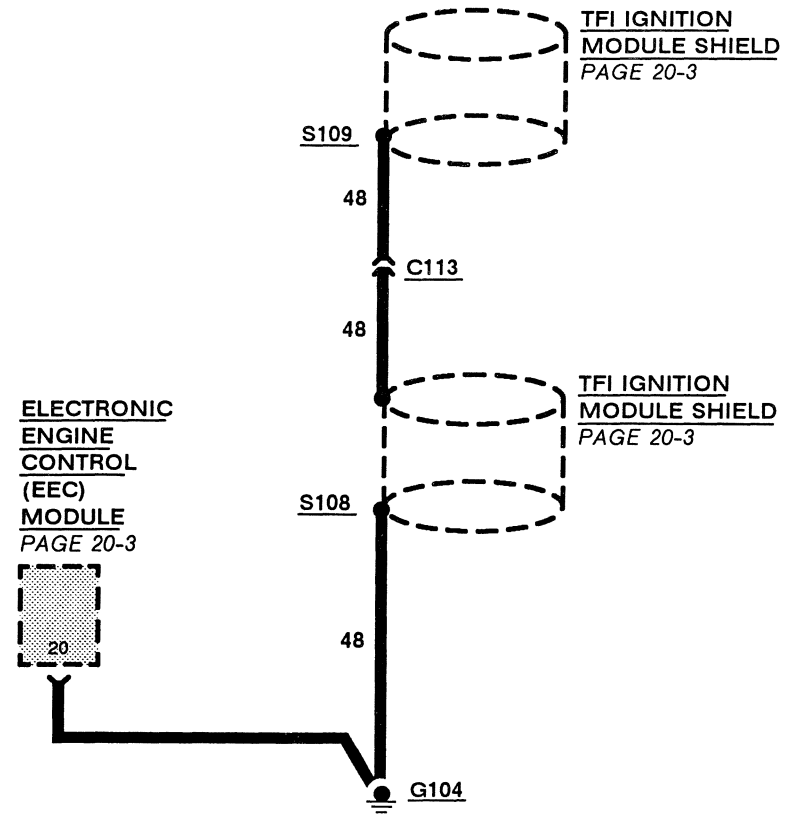 TFI IGNITION
MODULE SHIELD
PAGE 20-3
S109
48
C113
48
TFI IGNITION
MODULE SHIELD
PAGE 20-3
ELECTRONIC
ENGINE
CONTROL
(EEC)
MODULE
PAGE 20-3
S108
20
48
G104